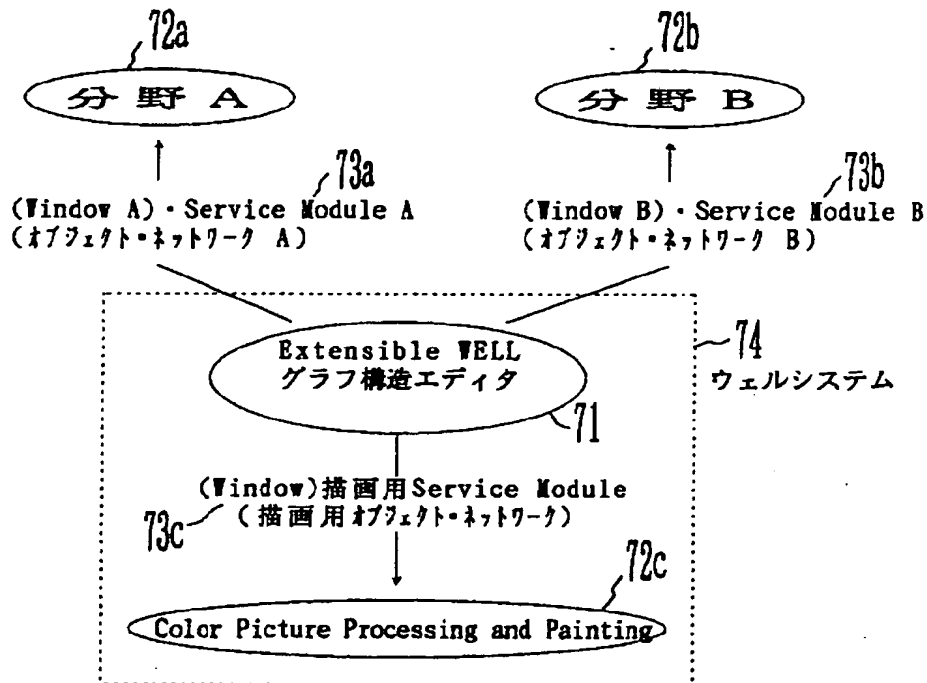 72a
分野 A
72b
分野 B
73a
(Window A)・Service Module A
(オブジェクト・ネットワーク A)
73b
(Window B)・Service Module B
(オブジェクト・ネットワーク B)
Extensible WELL
グラフ構造エディタ
71
74
ウェルシステム
(Window)描画用Service Module
(描画用オブジェクト・ネットワーク)
73c
72c
Color Picture Processing and Painting